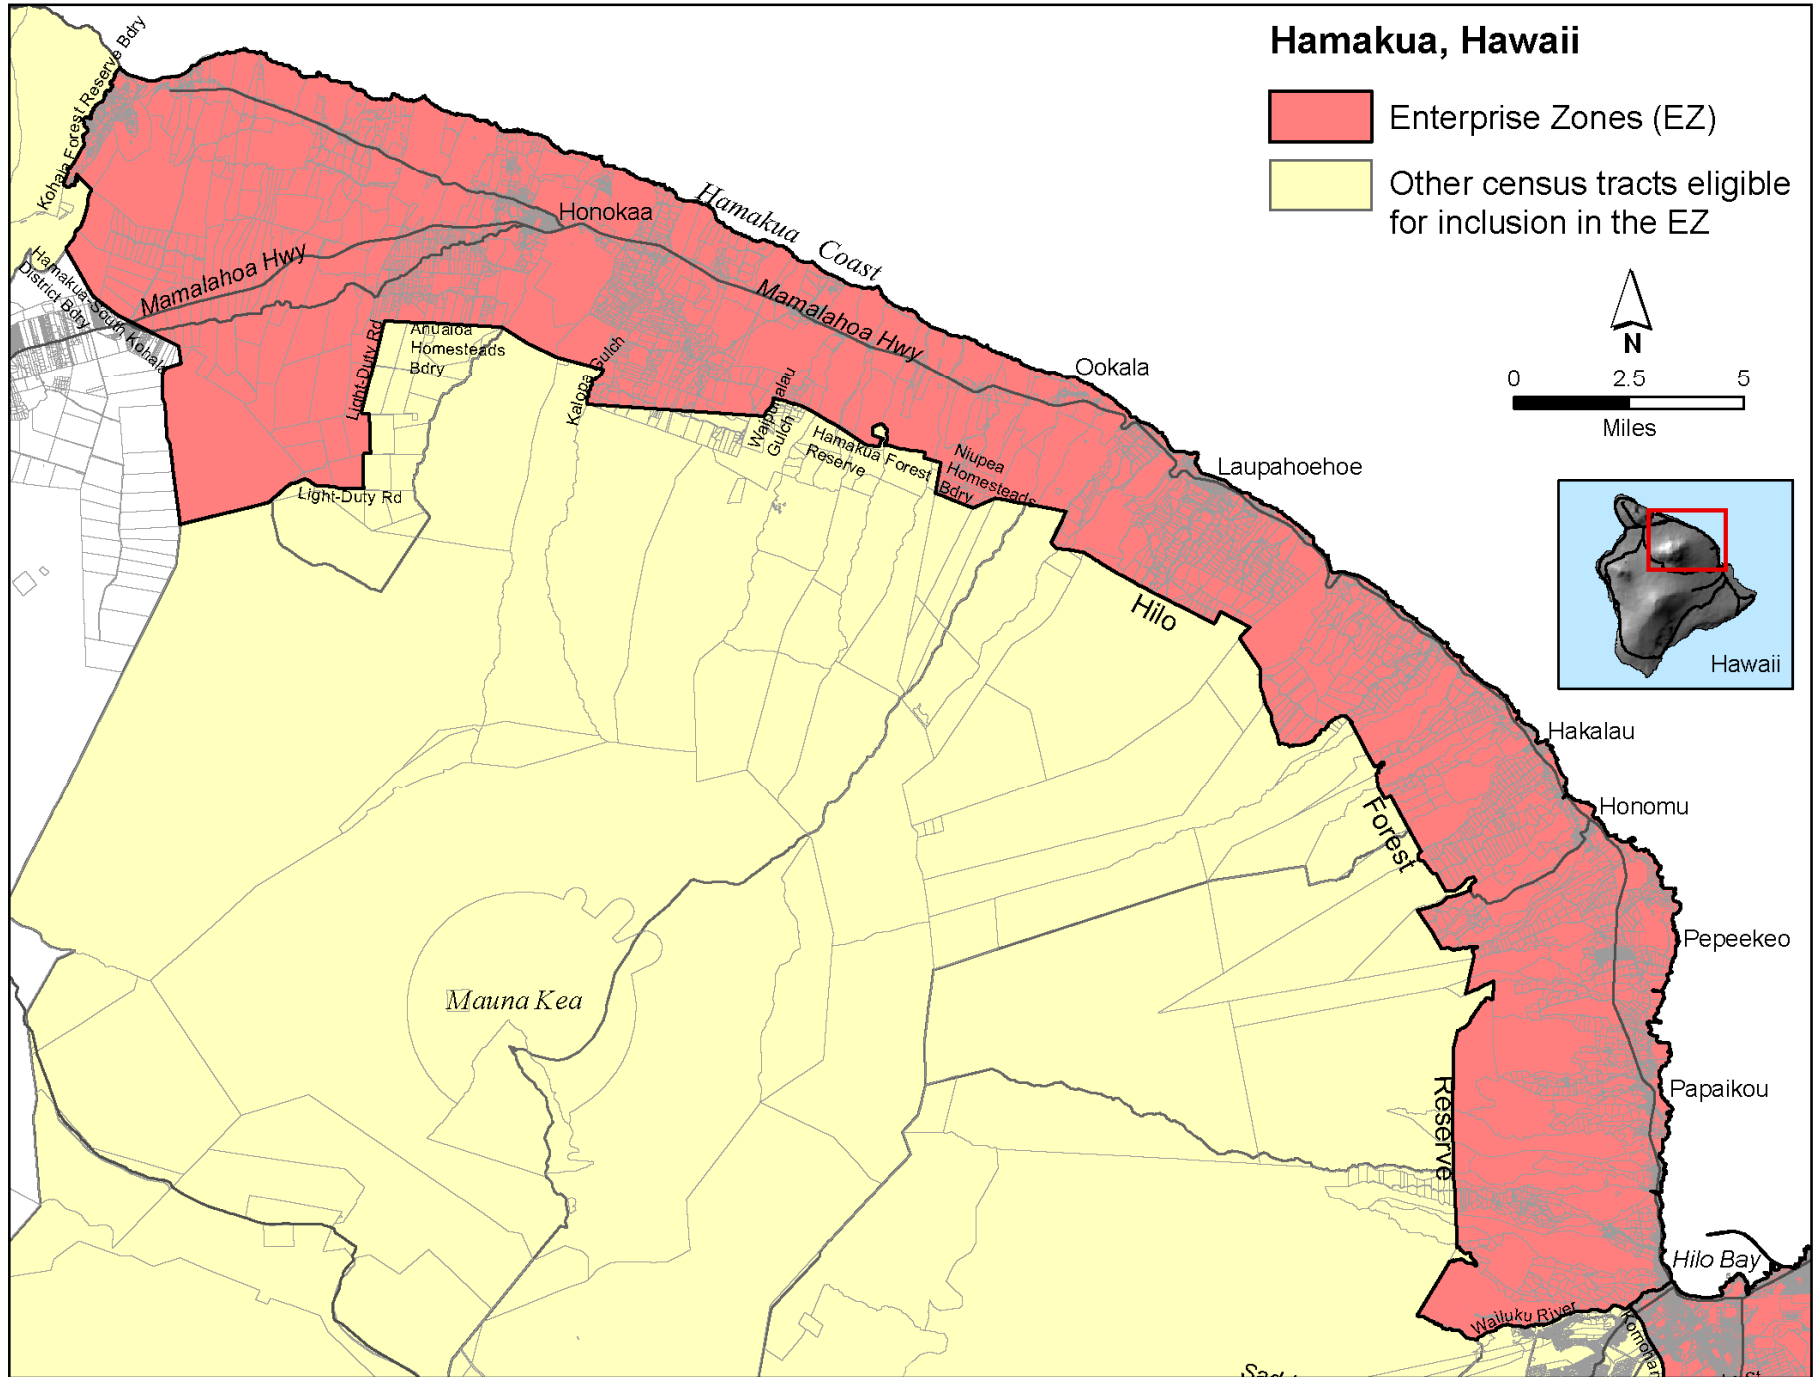 Hamakua, Hawaii
Enterprise Zones (EZ)
Other census tracts eligible
for inclusion in the EZ
N
0 2.5 5
Miles
Hawaii
Kohala Forest Reserve Bdry
Hamakua-South Kohala
District Bdry
Mamalahoa Hwy
Honokaa
Hamakua Coast
Mamalahoa Hwy
Ookala
Laupahoehoe
Light-Duty Rd
Ahualoa
Homesteads
Bdry
Kalopa Gulch
Waipunalau
Gulch
Hamakua Forest
Reserve
Niupea
Homesteads
Bdry
Light-Duty Rd
Hilo
Forest
Reserve
Hakalau
Honomu
Pepeekeo
Mauna Kea
Papaikou
Hilo Bay
Wailuku River